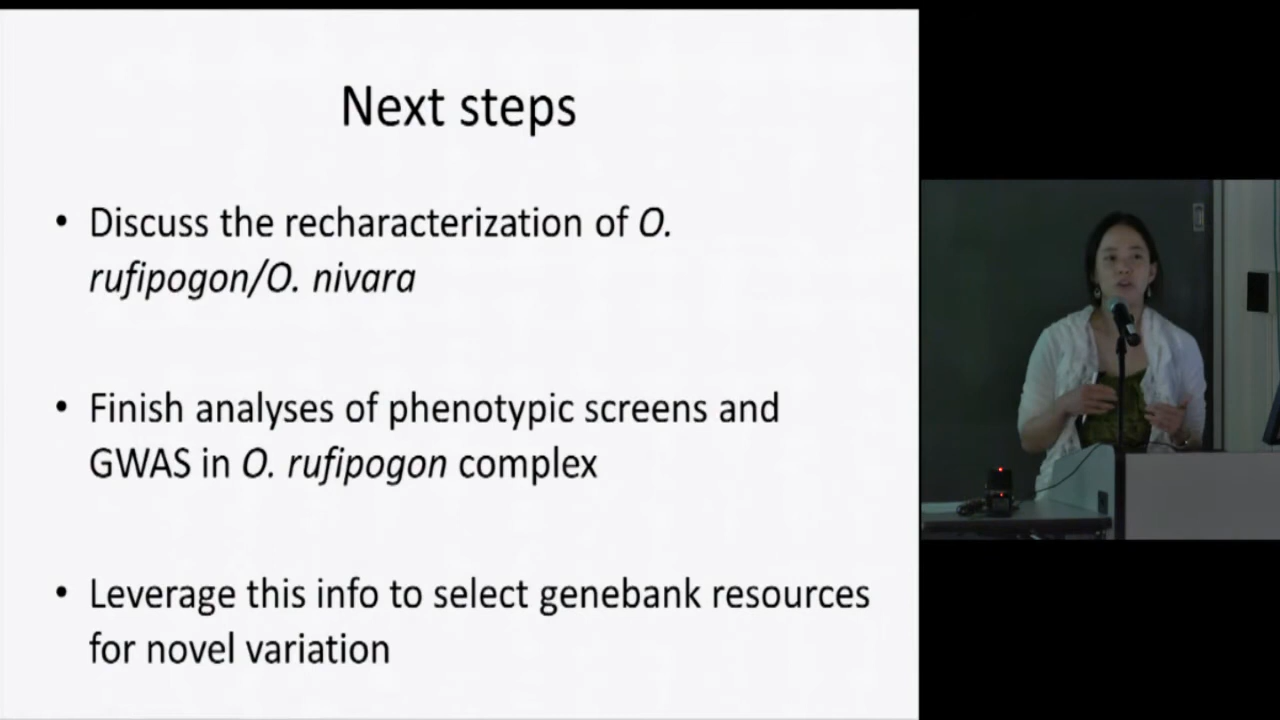 Next steps
• Discuss the recharacterization of O.
rufipogon/O. nivara
• Finish analyses of phenotypic screens and
GWAS in O. rufipogon complex
• Leverage this info to select genebank resources
for novel variation